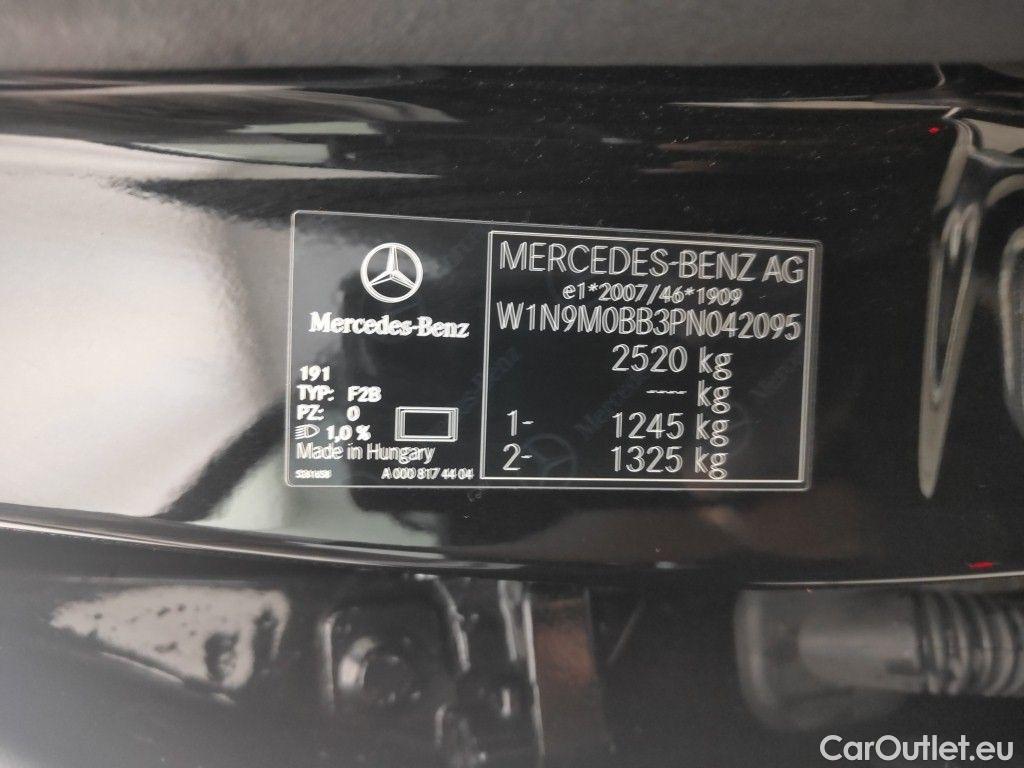 Mercedes-Benz
191
TYP: F2B
PZ: 0
1,0 %
Made in Hungary
A 000 817 44 04
MERCEDES-BENZ AG
e1*2007/46*1909
W1N9M0BB3PN042095
2520 kg
---- kg
1- 1245 kg
2- 1325 kg
CarOutlet.eu